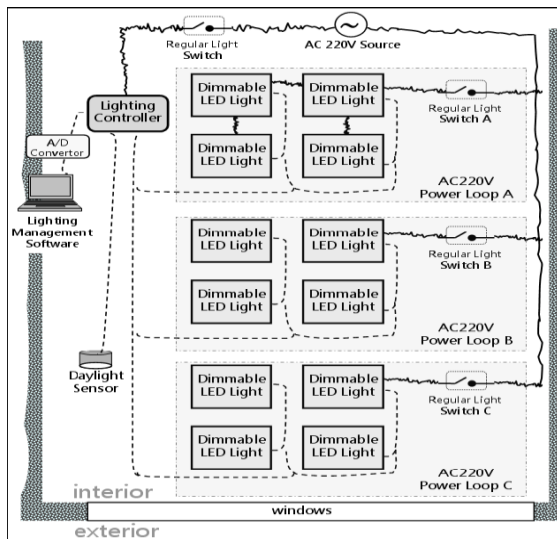 Regular Light
Switch
AC 220V Source
Lighting
Controller
A/D
Convertor
Lighting
Management
Software
Daylight
Sensor
Dimmable
LED Light
Dimmable
LED Light
Regular Light
Switch A
Dimmable
LED Light
Dimmable
LED Light
AC220V
Power Loop A
Dimmable
LED Light
Dimmable
LED Light
Regular Light
Switch B
Dimmable
LED Light
Dimmable
LED Light
AC220V
Power Loop B
Dimmable
LED Light
Dimmable
LED Light
Regular Light
Switch C
Dimmable
LED Light
Dimmable
LED Light
AC220V
Power Loop C
interior
windows
exterior